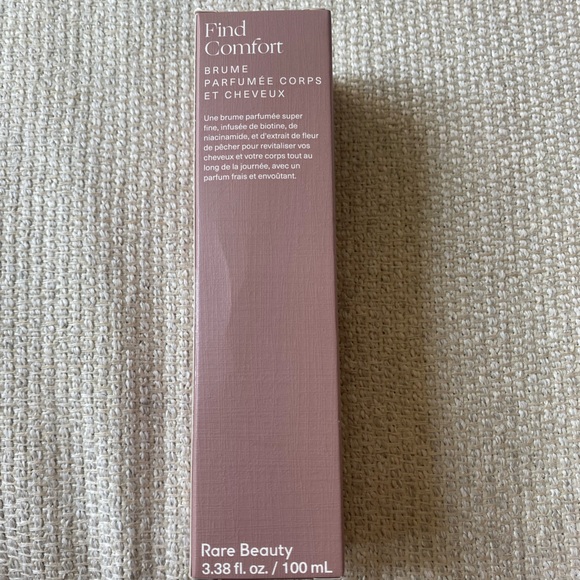 Find
Comfort
BRUME
PARFUMÉE CORPS
ET CHEVEUX
Une brume parfumée super
fine, infusée de biotine, de
niacinamide, et d'extrait de fleur
de pêcher pour revitaliser vos
cheveux et votre corps tout au
long de la journée, avec un
parfum frais et envoûtant.
Rare Beauty
3.38 fl. oz. / 100 mL